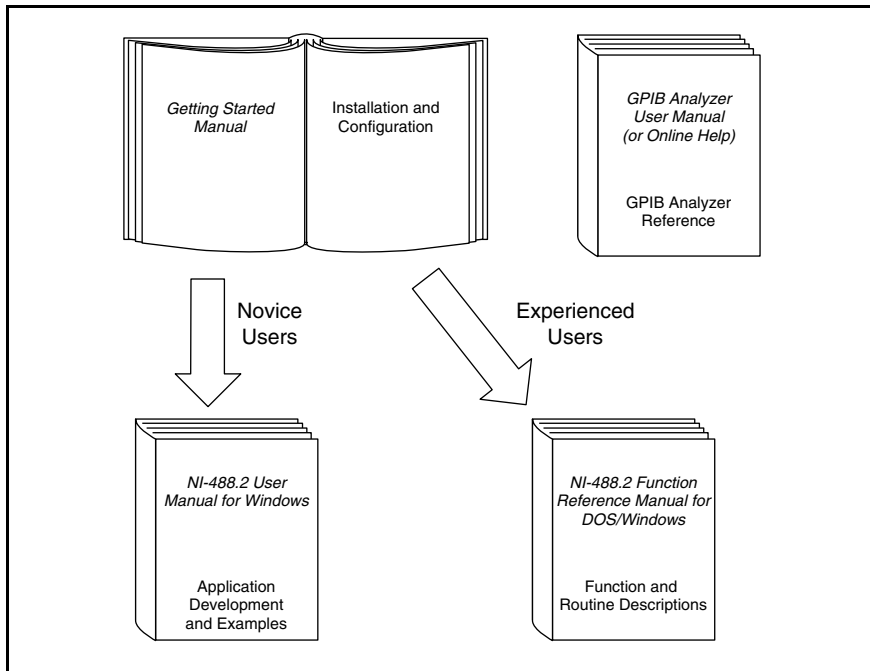 Getting Started
Manual
Installation and
Configuration
GPIB Analyzer
User Manual
(or Online Help)
GPIB Analyzer
Reference
Novice
Users
Experienced
Users
NI-488.2 User
Manual for Windows
Application
Development
and Examples
NI-488.2 Function
Reference Manual for
DOS/Windows
Function and
Routine Descriptions